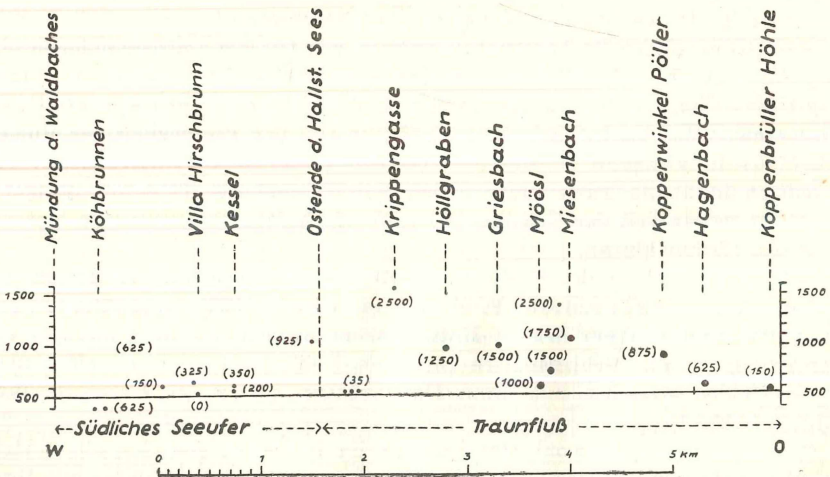 Mündung d. Waldbaches
Köhbrunnen
Villa Hirschbrunn
Kessel
Ostende d. Hallst. Sees
Krippengasse
Höllgraben
Griesbach
Möösl
Miesenbach
Koppenwinkel Pöller
Hagenbach
Koppenbrüller Höhle
1500 (2500) (2500) 1500
(625) (925) (1250) (1500) (1750) (1500) (875)
1000 1000
(150) (325) (350) (200) (35) (1000) (625) (150)
500 (625) (0) 500
Südliches Seeufer Traunfluß
W O
0 1 2 3 4 5 km